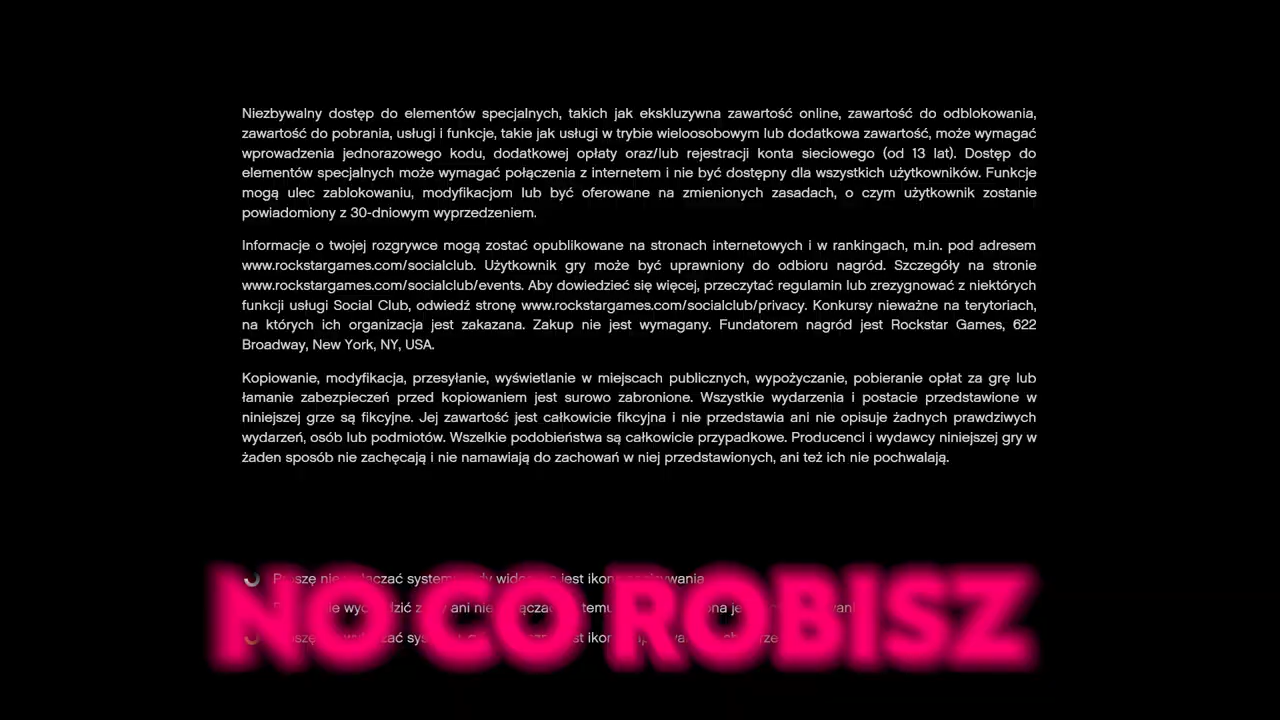 Niezbywalny dostęp do elementów specjalnych, takich jak ekskluzywna zawartość online, zawartość do odblokowania,
zawartość do pobrania, usługi i funkcje, takie jak usługi w trybie wieloosobowym lub dodatkowa zawartość, może wymagać
wprowadzenia jednorazowego kodu, dodatkowej opłaty oraz/lub rejestracji konta sieciowego (od 13 lat). Dostęp do
elementów specjalnych może wymagać połączenia z internetem i nie być dostępny dla wszystkich użytkowników. Funkcje
mogą ulec zablokowaniu, modyfikacjom lub być oferowane na zmienionych zasadach, o czym użytkownik zostanie
powiadomiony z 30-dniowym wyprzedzeniem.
Informacje o twojej rozgrywce mogą zostać opublikowane na stronach internetowych i w rankingach, m.in. pod adresem
www.rockstargames.com/socialclub. Użytkownik gry może być uprawniony do odbioru nagród. Szczegóły na stronie
www.rockstargames.com/socialclub/events. Aby dowiedzieć się więcej, przeczytać regulamin lub zrezygnować z niektórych
funkcji usługi Social Club, odwiedź stronę www.rockstargames.com/socialclub/privacy. Konkursy nieważne na terytoriach,
na których ich organizacja jest zakazana. Zakup nie jest wymagany. Fundatorem nagród jest Rockstar Games, 622
Broadway, New York, NY, USA.
Kopiowanie, modyfikacja, przesyłanie, wyświetlanie w miejscach publicznych, wypożyczanie, pobieranie opłat za grę lub
łamanie zabezpieczeń przed kopiowaniem jest surowo zabronione. Wszystkie wydarzenia i postacie przedstawione w
niniejszej grze są fikcyjne. Jej zawartość jest całkowicie fikcyjna i nie przedstawia ani nie opisuje żadnych prawdziwych
wydarzeń, osób lub podmiotów. Wszelkie podobieństwa są całkowicie przypadkowe. Producenci i wydawcy niniejszej gry w
żaden sposób nie zachęcają i nie namawiają do zachowań w niej przedstawionych, ani też ich nie pochwalają.
Proszę jest
ani
jest
NO CO ROBISZ